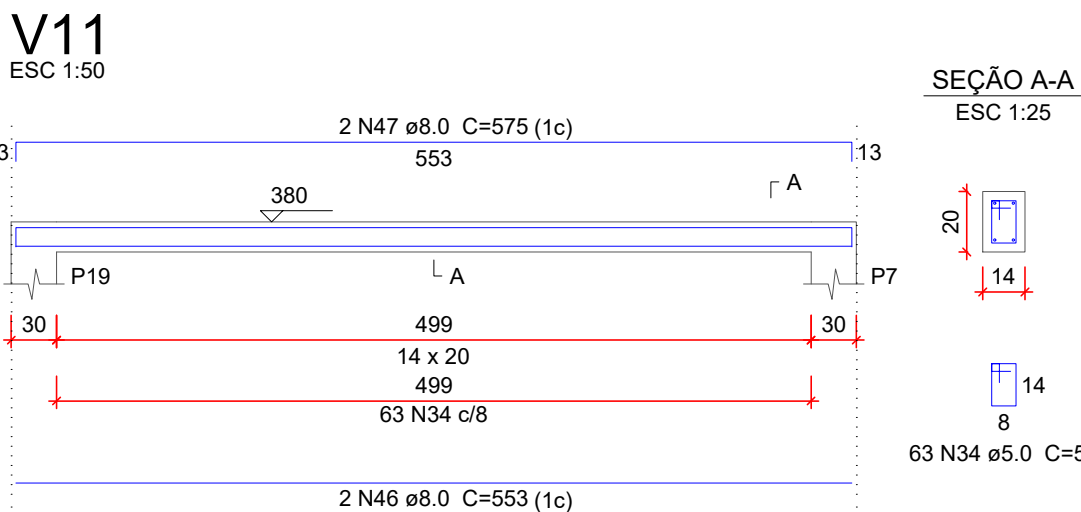 V11
ESC 1:50
SEÇÃO A-A
ESC 1:25
2 N47 ø8.0 C=575 (1c)
553
13
A
380
20
14
A
P19
P7
30
499
30
14 x 20
499
63 N34 c/8
14
8
63 N34 ø5.0
2 N46 ø8.0 C=553 (1c)